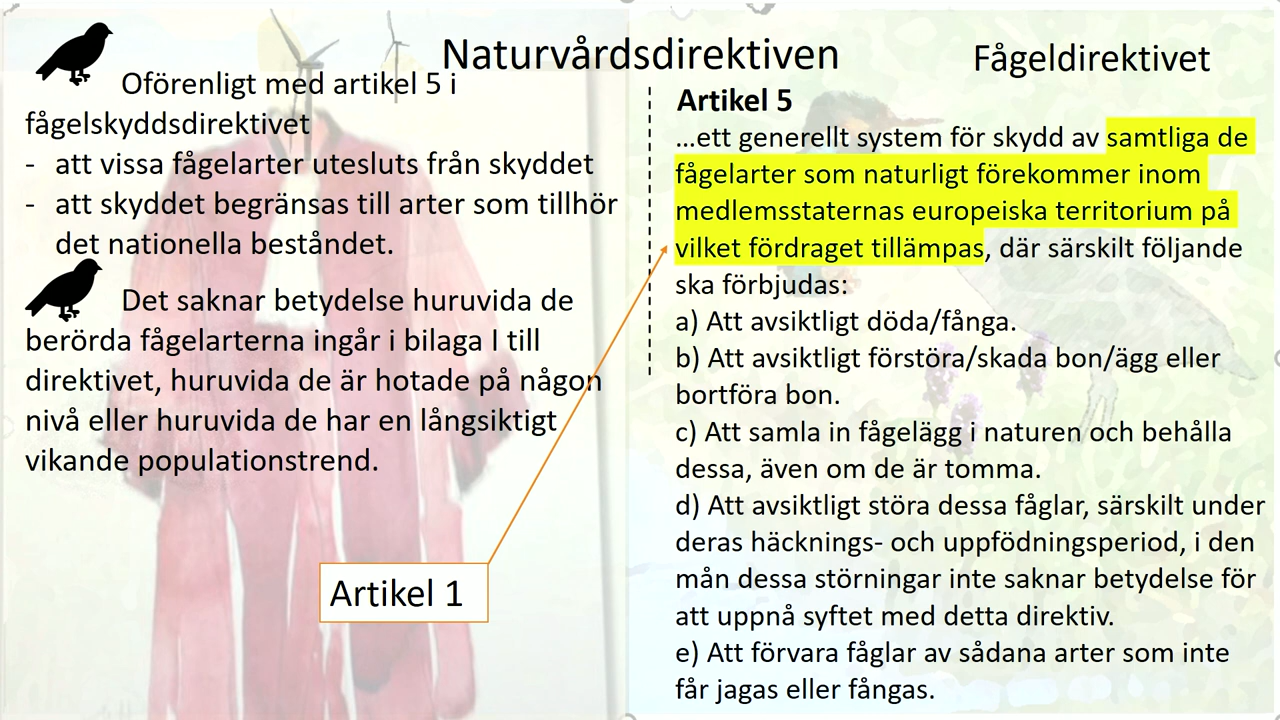 Naturvårdsdirektiven
Fågeldirektivet
Oförenligt med artikel 5 i
fågelskyddsdirektivet
- att vissa fågelarter utesluts från skyddet
- att skyddet begränsas till arter som tillhör
det nationella beståndet.
Det saknar betydelse huruvida de
berörda fågelarterna ingår i bilaga I till
direktivet, huruvida de är hotade på någon
nivå eller huruvida de har en långsiktigt
vikande populationstrend.
Artikel 1
Artikel 5
…ett generellt system för skydd av samtliga de
fågelarter som naturligt förekommer inom
medlemsstaternas europeiska territorium på
vilket fördraget tillämpas, där särskilt följande
ska förbjudas:
a) Att avsiktligt döda/fånga.
b) Att avsiktligt förstöra/skada bon/ägg eller
bortföra bon.
c) Att samla in fågelägg i naturen och behålla
dessa, även om de är tomma.
d) Att avsiktligt störa dessa fåglar, särskilt under
deras häcknings- och uppfödningsperiod, i den
mån dessa störningar inte saknar betydelse för
att uppnå syftet med detta direktiv.
e) Att förvara fåglar av sådana arter som inte
får jagas eller fångas.